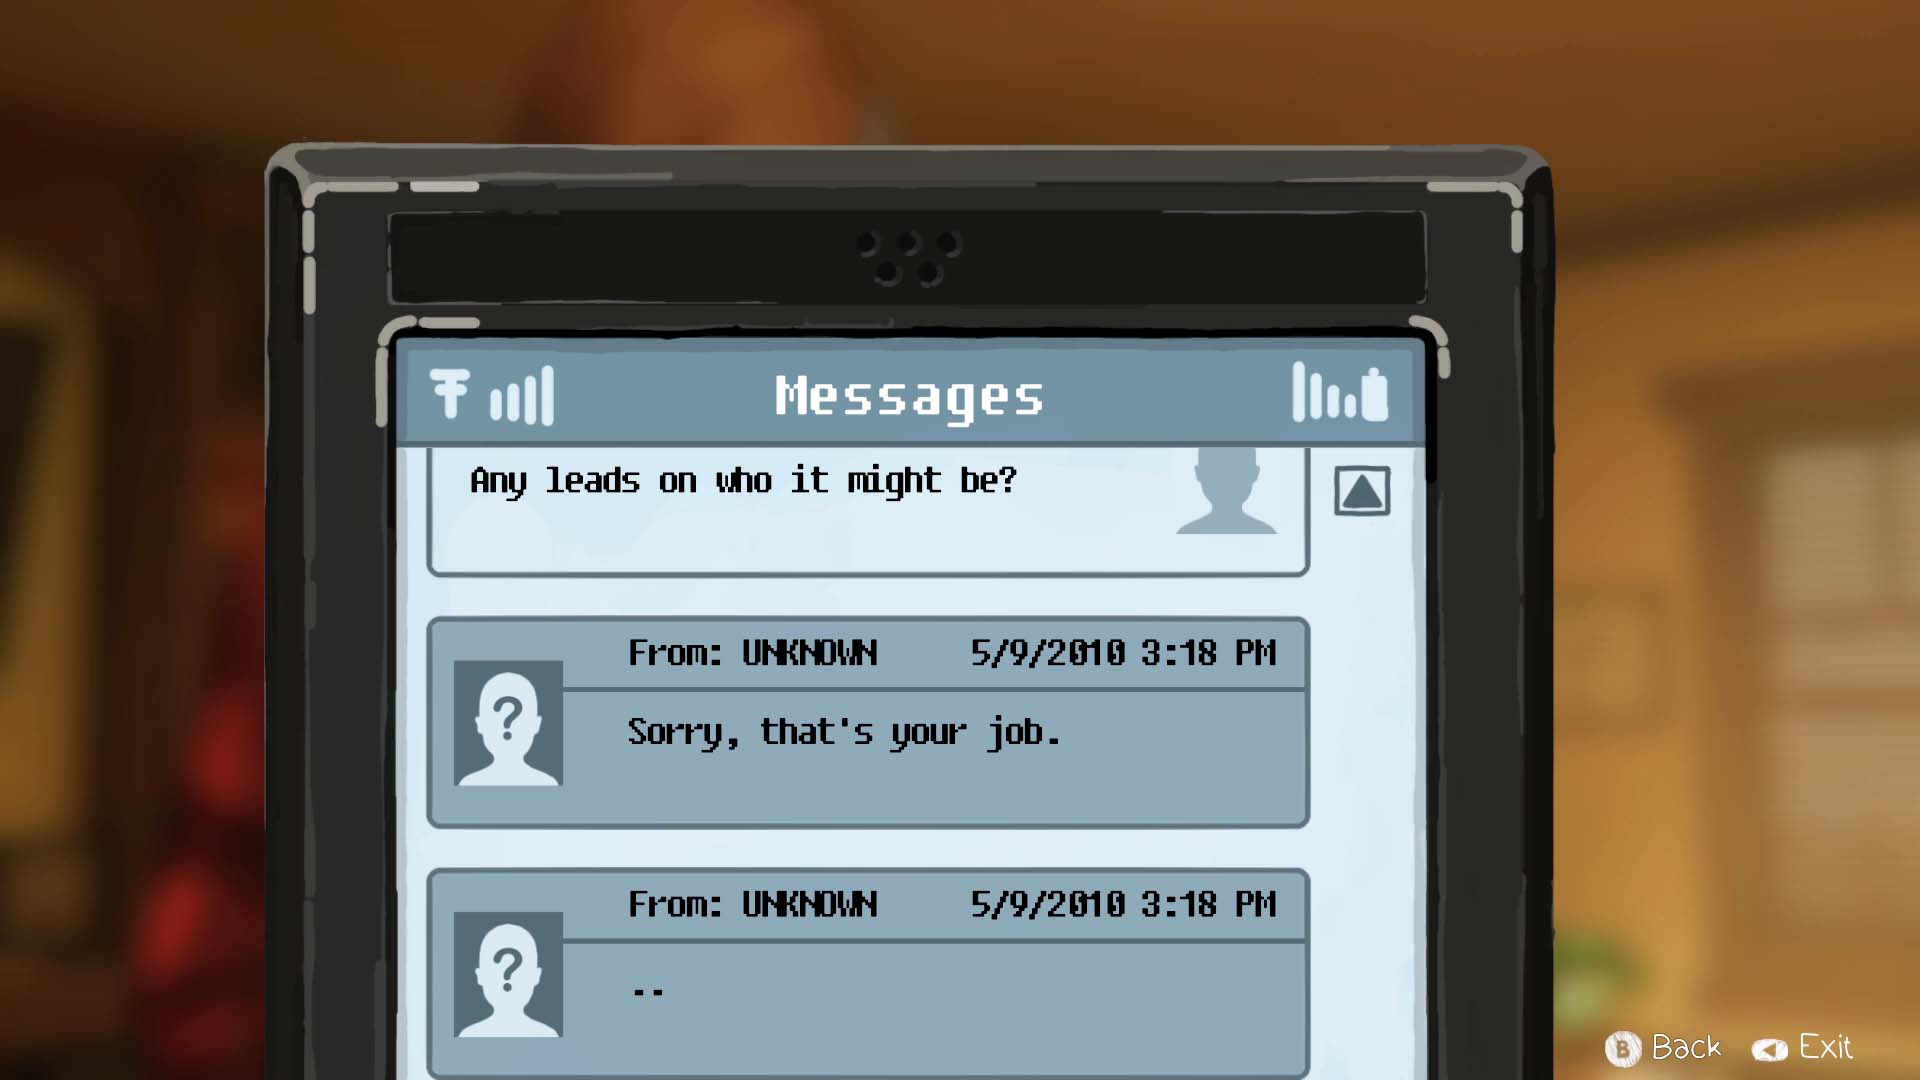 Messages
Any leads on who it might be?
From: UNKNOWN 5/9/2010 3:18 PM
?
Sorry, that's your job.
From: UNKNOWN 5/9/2010 3:18 PM
?
--
B Back Exit